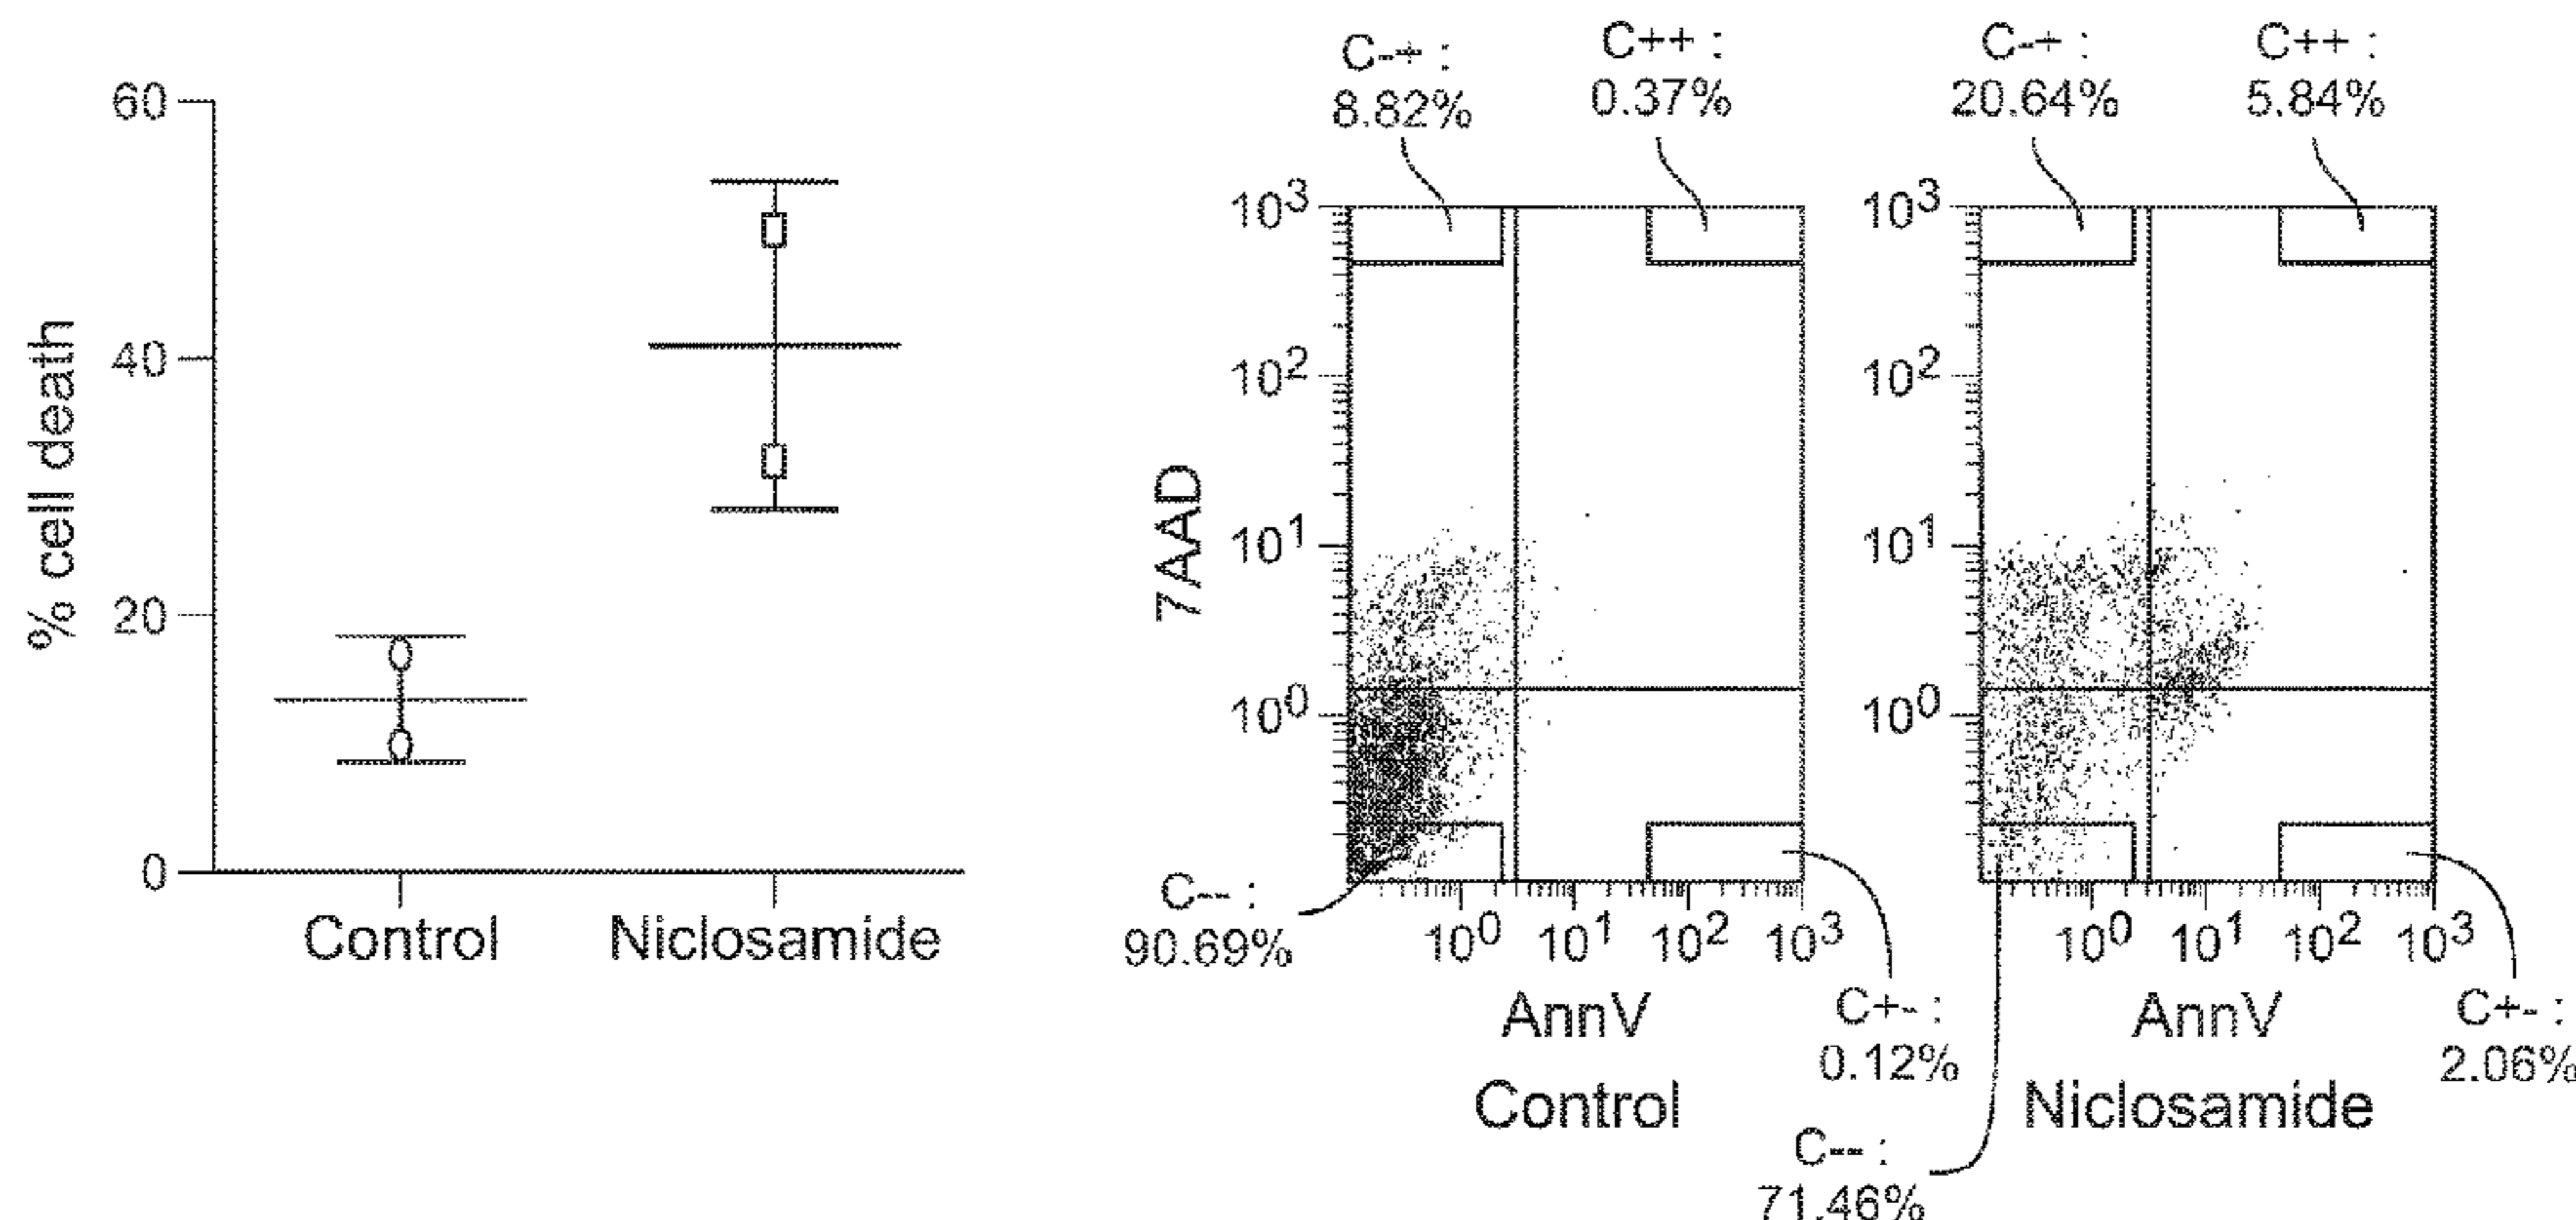 % cell death
60
40
20
0
Control
Niclosamide
C-+ :
8.82%
C++ :
0.37%
7AAD
10³
10²
10¹
10⁰
C-- :
90.69%
10⁰ 10¹ 10² 10³
AnnV
Control
C+- :
0.12%
C-+ :
20.64%
C++ :
5.84%
10³
10²
10¹
10⁰
10⁰ 10¹ 10² 10³
AnnV
Niclosamide
C+- :
2.06%
C-- :
71.46%